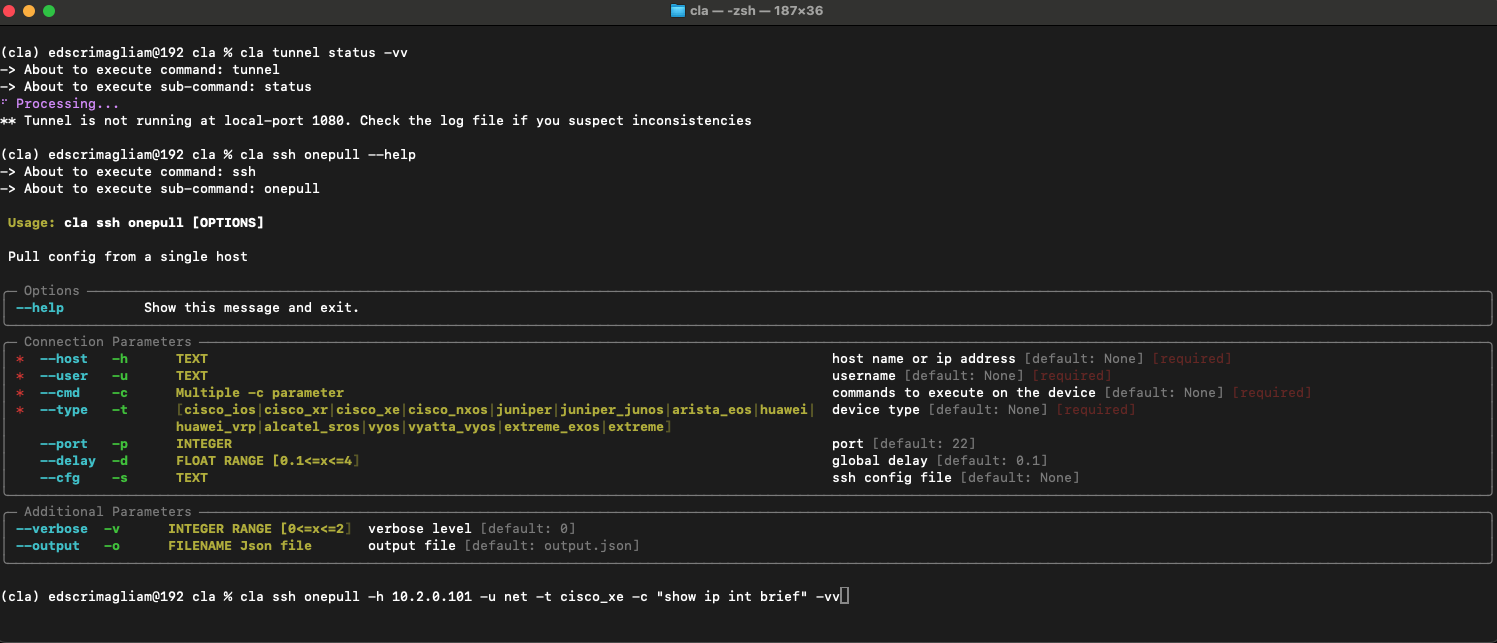 cla — -zsh — 187×36
(cla) edscrimagliam@192 cla % cla tunnel status -vv
-> About to execute command: tunnel
-> About to execute sub-command: status
Processing...
** Tunnel is not running at local-port 1080. Check the log file if you suspect inconsistencies
(cla) edscrimagliam@192 cla % cla ssh onepull --help
-> About to execute command: ssh
-> About to execute sub-command: onepull
Usage: cla ssh onepull [OPTIONS]
Pull config from a single host
Options
--help Show this message and exit.
Connection Parameters
* --host -h TEXT host name or ip address [default: None] [required]
* --user -u TEXT username [default: None] [required]
* --cmd -c Multiple -c parameter commands to execute on the device [default: None] [required]
* --type -t [cisco_ios|cisco_xr|cisco_xe|cisco_nxos|juniper|juniper_junos|arista_eos|huawei| device type [default: None] [required]
huawei_vrp|alcatel_sros|vyos|vyatta_vyos|extreme_exos|extreme]
--port -p INTEGER port [default: 22]
--delay -d FLOAT RANGE [0.1<=x<=4] global delay [default: 0.1]
--cfg -s TEXT ssh config file [default: None]
Additional Parameters
--verbose -v INTEGER RANGE [0<=x<=2] verbose level [default: 0]
--output -o FILENAME Json file output file [default: output.json]
(cla) edscrimagliam@192 cla % cla ssh onepull -h 10.2.0.101 -u net -t cisco_xe -c "show ip int brief" -vv